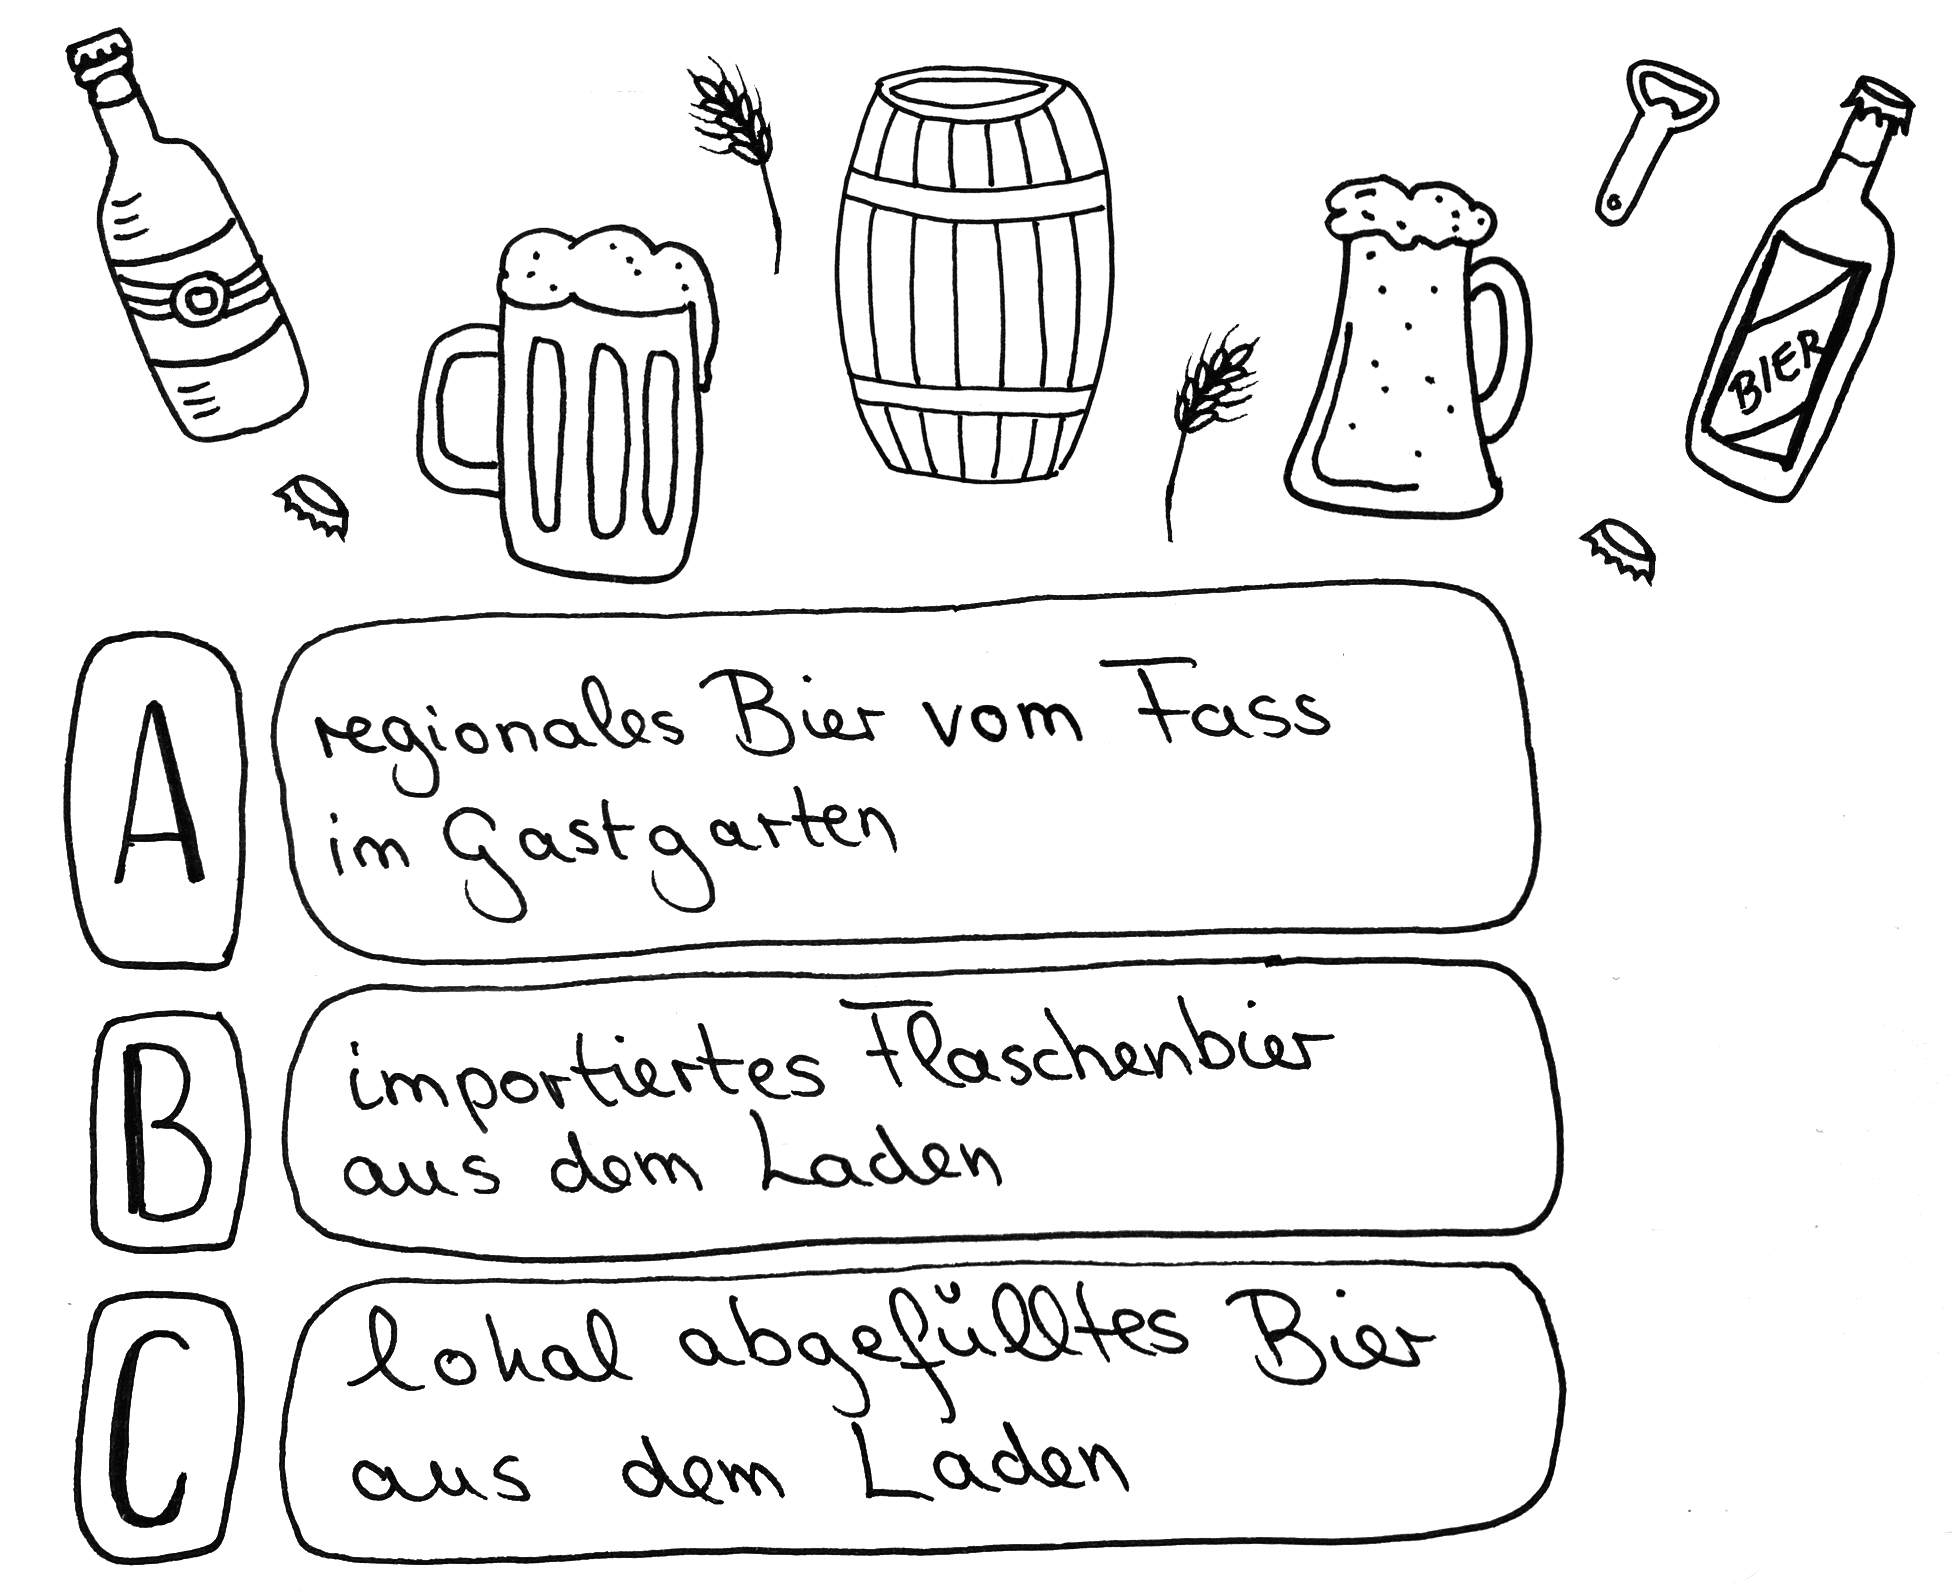 BIER
A
regionales Bier vom Fass
im Gastgarten
B
importiertes Flaschenbier
aus dem Laden
C
lokal abgefülltes Bier
aus dem Laden